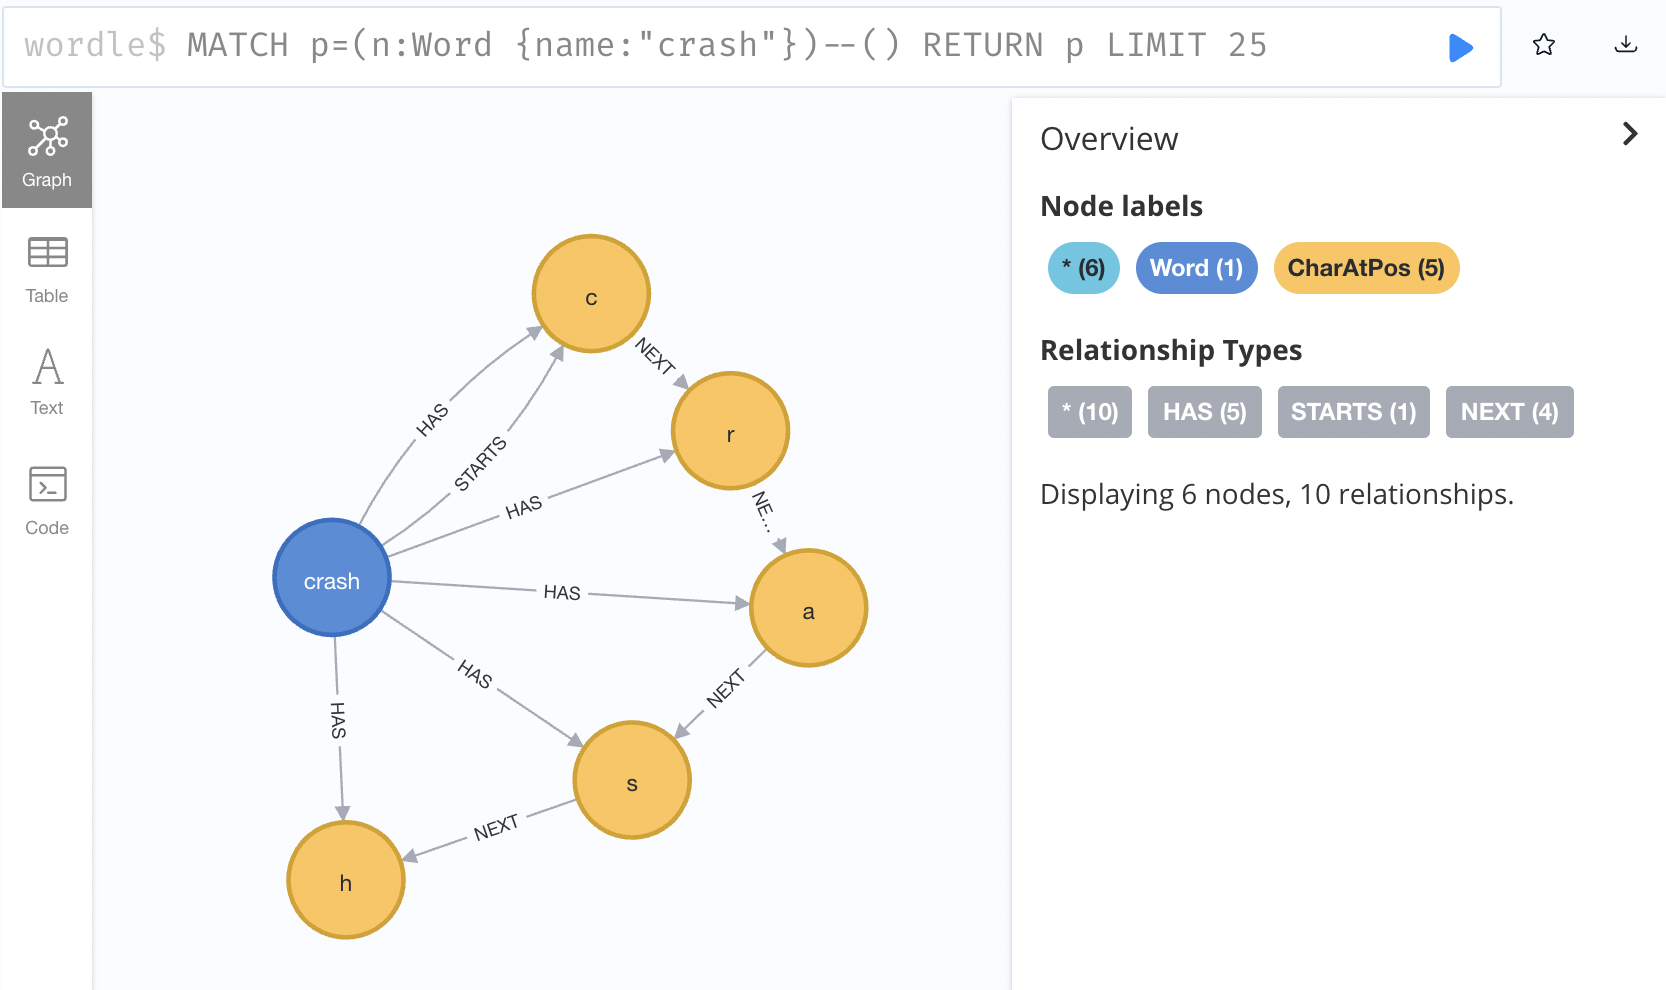 wordle$ MATCH p=(n:Word {name:"crash"})--() RETURN p LIMIT 25
Graph
Table
Text
Code
c
NEXT
r
HAS
STARTS
HAS
NE...
crash
HAS
a
HAS
NEXT
HAS
s
NEXT
h
Overview
Node labels
* (6) Word (1) CharAtPos (5)
Relationship Types
* (10) HAS (5) STARTS (1) NEXT (4)
Displaying 6 nodes, 10 relationships.